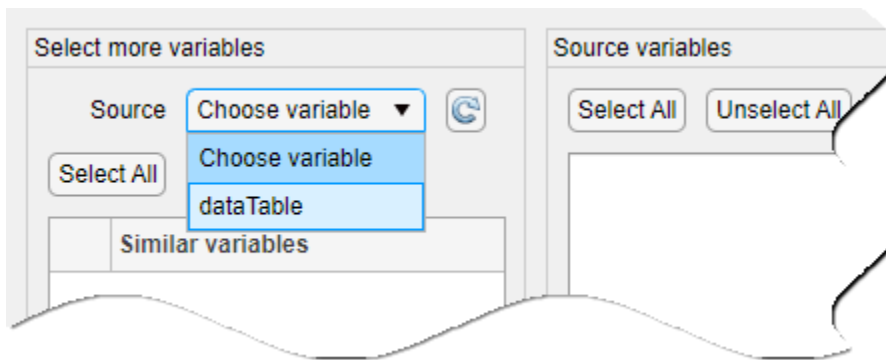 Select more variables
Source
Choose variable
Choose variable
dataTable
Select All
Similar variables
Source variables
Select All
Unselect All